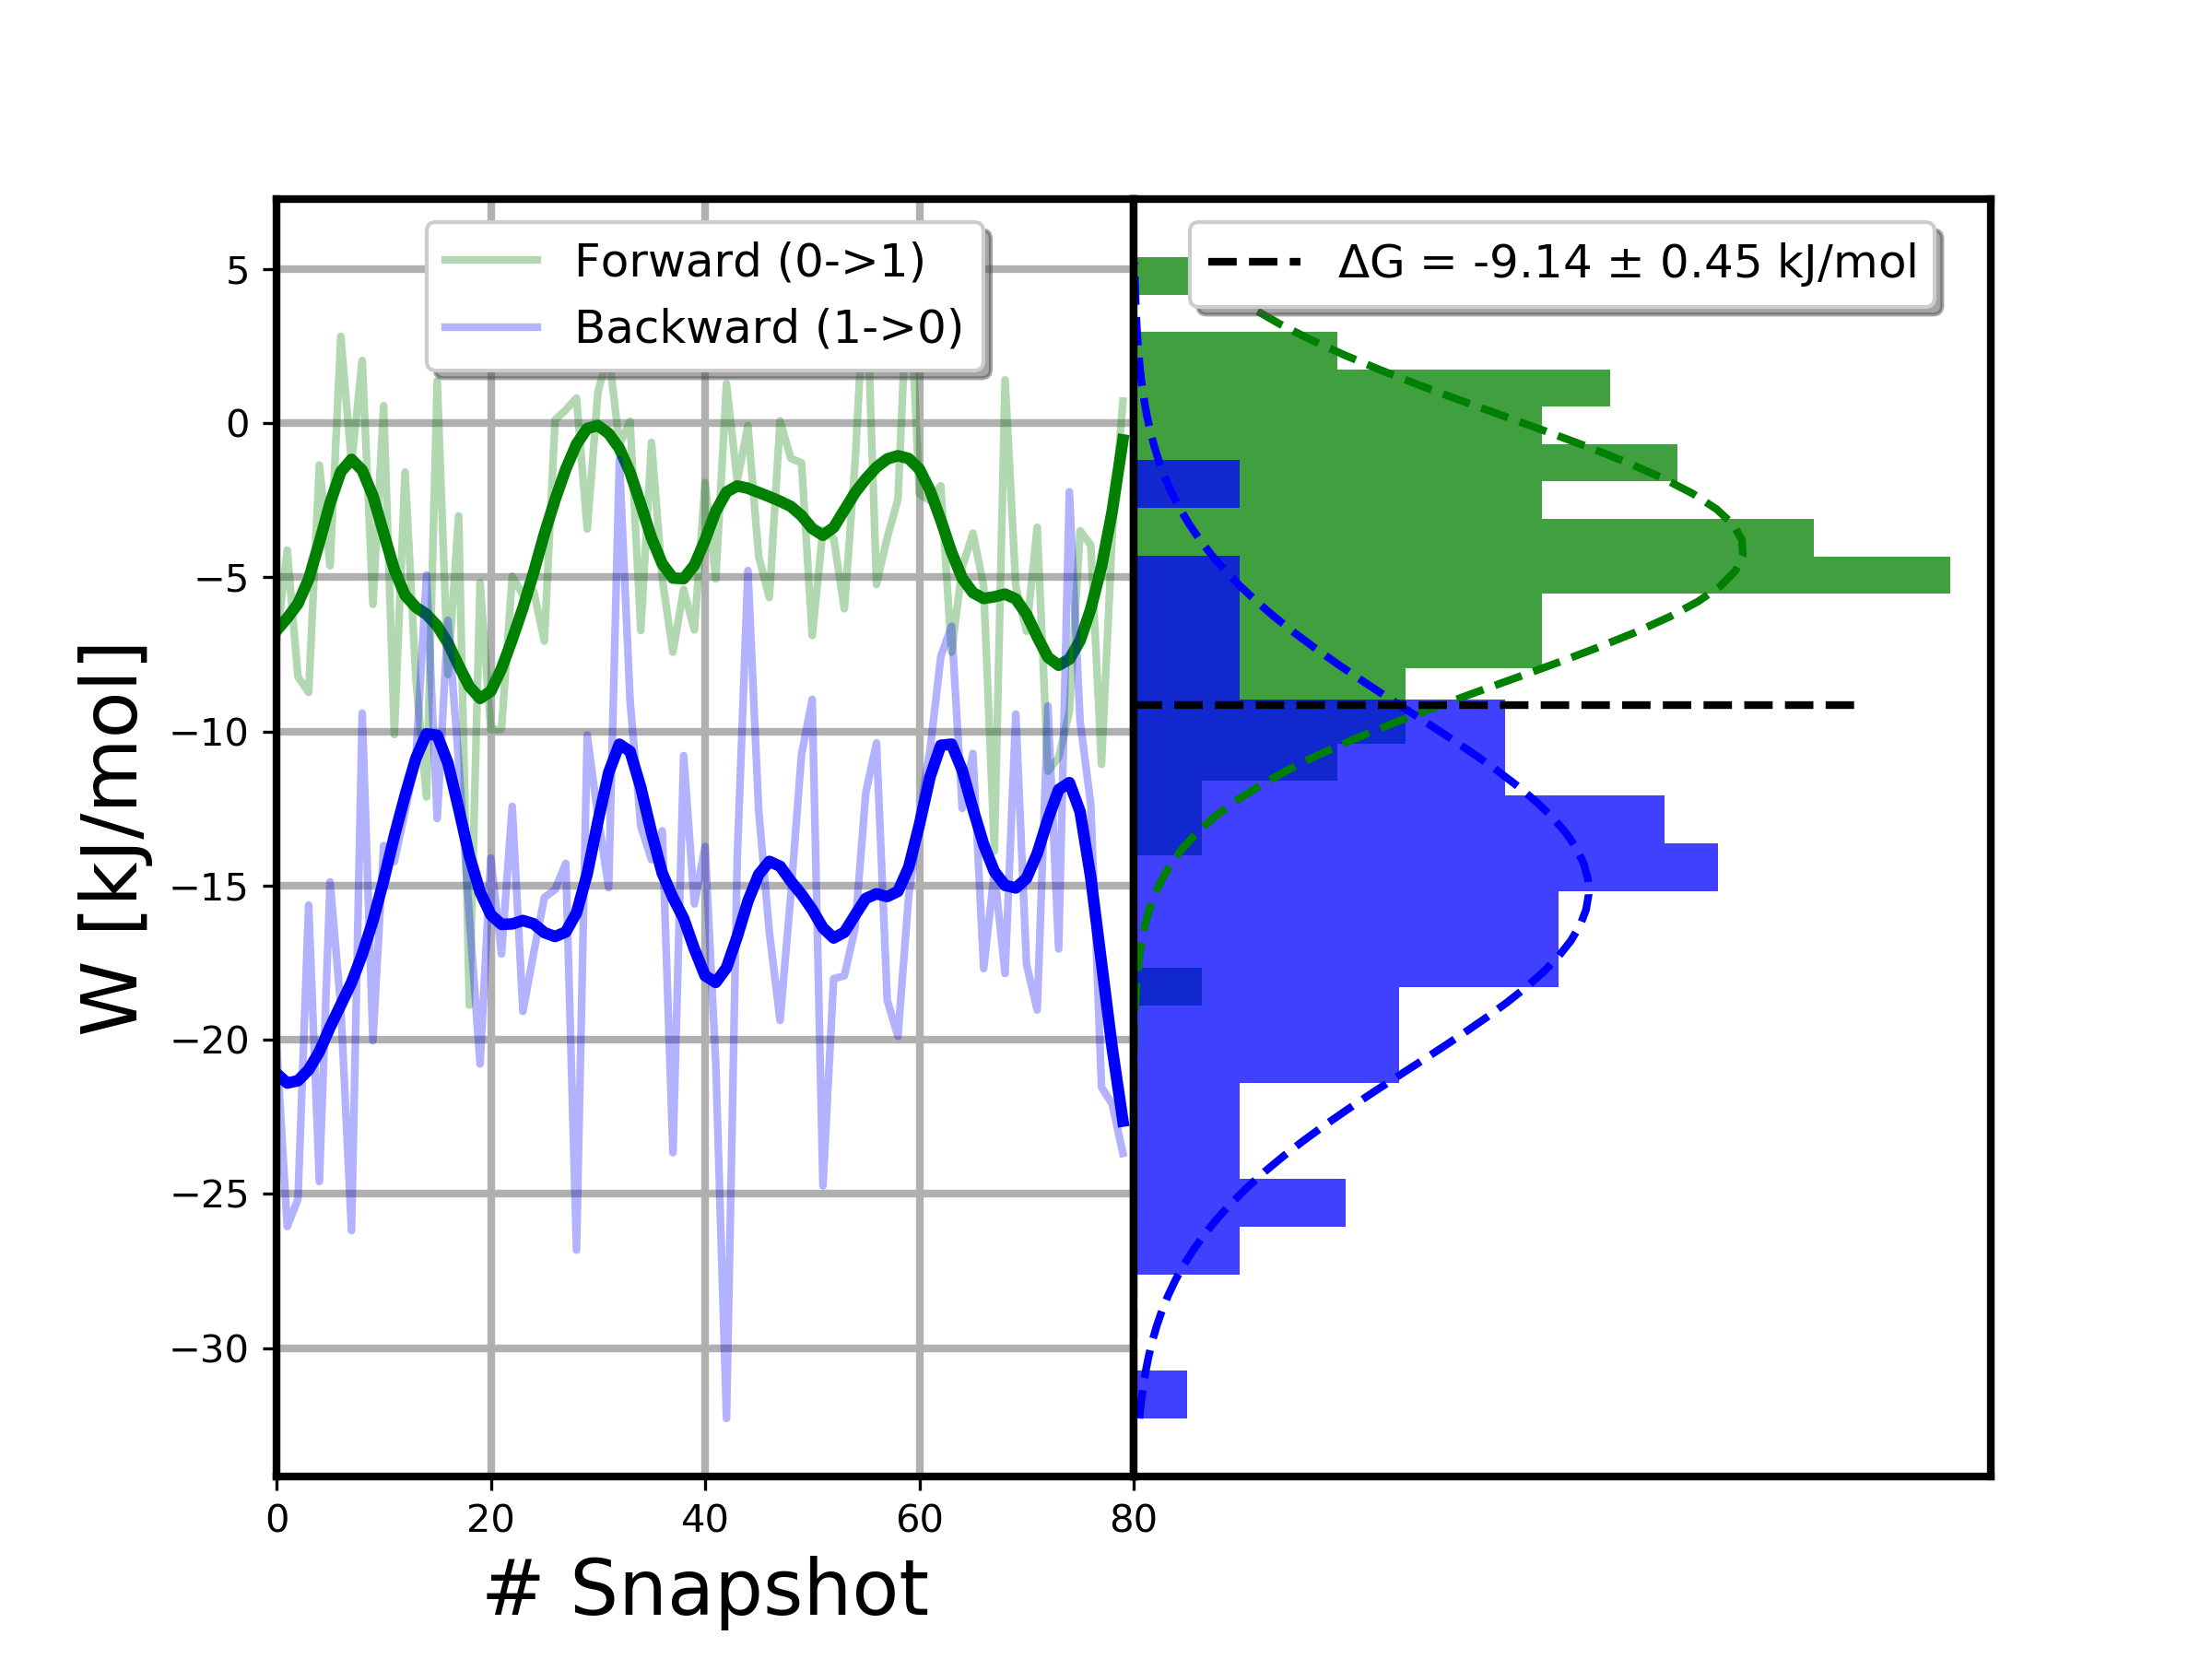 Forward (0->1)
Backward (1->0)
ΔG = -9.14 ± 0.45 kJ/mol
5
0
−5
−10
−15
−20
−25
−30
W [kJ/mol]
0 20 40 60 80
# Snapshot